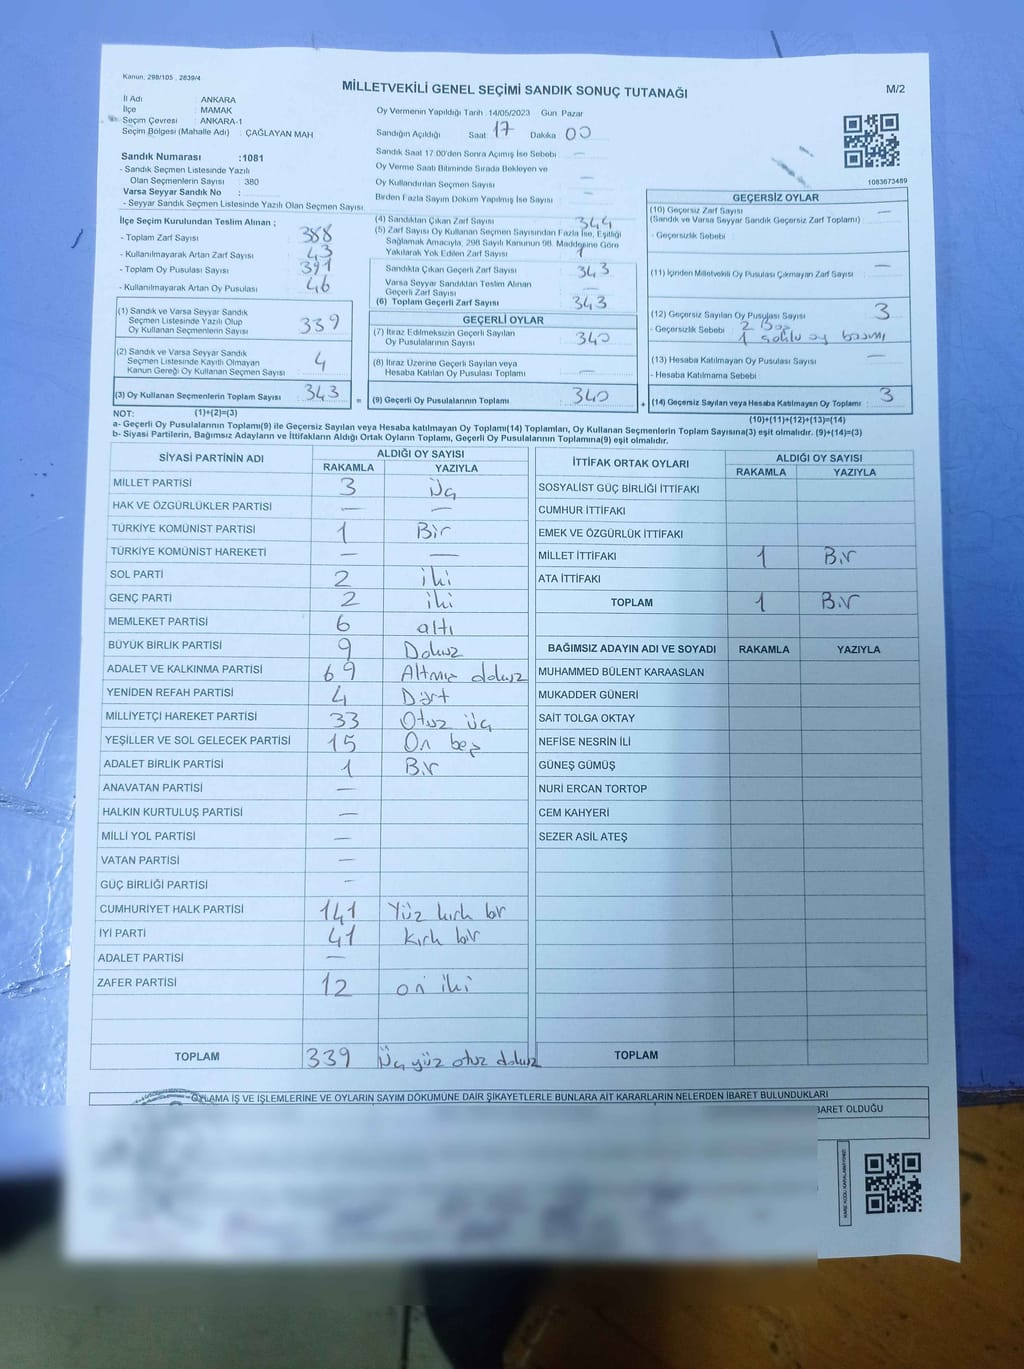 Kanun: 298/105 , 2839/4
MİLLETVEKİLİ GENEL SEÇİMİ SANDIK SONUÇ TUTANAĞI
M/2
İl Adı : ANKARA
İlçe : MAMAK
Seçim Çevresi : ANKARA-1
Seçim Bölgesi (Mahalle Adı) : ÇAĞLAYAN MAH
Sandık Numarası :1081
- Sandık Seçmen Listesinde Yazılı
Olan Seçmenlerin Sayısı : 380
Varsa Seyyar Sandık No :
- Seyyar Sandık Seçmen Listesinde Yazılı Olan Seçmen Sayısı:
Oy Vermenin Yapıldığı Tarih : 14/05/2023 Gün Pazar
Sandığın Açıldığı Saat 17 Dakika 00
Sandık Saat 17:00'den Sonra Açımış İse Sebebi : —
Oy Verme Saati Bitiminde Sırada Bekleyen ve
Oy Kullandırılan Seçmen Sayısı : —
Birden Fazla Sayım Döküm Yapılmış İse Sayısı : —
1083673489
İlçe Seçim Kurulundan Teslim Alınan ;
- Toplam Zarf Sayısı : 388
- Kullanılmayarak Artan Zarf Sayısı : 43
- Toplam Oy Pusulası Sayısı : 391
- Kullanılmayarak Artan Oy Pusulası : 46
(1) Sandık ve Varsa Seyyar Sandık
Seçmen Listesinde Yazılı Olup
Oy Kullanan Seçmenlerin Sayısı : 339
(2) Sandık ve Varsa Seyyar Sandık
Seçmen Listesinde Kayıtlı Olmayan
Kanun Gereği Oy Kullanan Seçmen Sayısı : 4
(3) Oy Kullanan Seçmenlerin Toplam Sayısı : 343
(4) Sandıktan Çıkan Zarf Sayısı : 344
(5) Zarf Sayısı Oy Kullanan Seçmen Sayısından Fazla İse, Eşitliği
Sağlamak Amacıyla, 298 Sayılı Kanunun 98. Maddesine Göre
Yakılarak Yok Edilen Zarf Sayısı : 1
Sandıkta Çıkan Geçerli Zarf Sayısı : 343
Varsa Seyyar Sandıktan Teslim Alınan
Geçerli Zarf Sayısı : —
(6) Toplam Geçerli Zarf Sayısı : 343
GEÇERLİ OYLAR
(7) İtiraz Edilmeksizin Geçerli Sayılan
Oy Pusulalarının Sayısı : 340
(8) İtiraz Üzerine Geçerli Sayılan veya
Hesaba Katılan Oy Pusulası Toplamı : —
= (9) Geçerli Oy Pusulalarının Toplamı : 340
GEÇERSİZ OYLAR
(10) Geçersiz Zarf Sayısı : —
(Sandık ve Varsa Seyyar Sandık Geçersiz Zarf Toplamı)
- Geçersizlik Sebebi :
(11) İçinden Milletvekili Oy Pusulası Çıkmayan Zarf Sayısı : —
(12) Geçersiz Sayılan Oy Pusulası Sayısı : 3
- Geçersizlik Sebebi : 2 Boş
1 oy
(13) Hesaba Katılmayan Oy Pusulası Sayısı : —
- Hesaba Katılmama Sebebi :
+ (14) Geçersiz Sayılan veya Hesaba Katılmayan Oy Toplamı : 3
NOT: (1)+(2)=(3) (10)+(11)+(12)+(13)=(14)
a- Geçerli Oy Pusulalarının Toplamı(9) ile Geçersiz Sayılan veya Hesaba katılmayan Oy Toplamı(14) Toplamları, Oy Kullanan Seçmenlerin Toplam Sayısına(3) eşit olmalıdır. (9)+(14)=(3)
b- Siyasi Partilerin, Bağımsız Adayların ve İttifakların Aldığı Ortak Oyların Toplamı, Geçerli Oy Pusulalarının Toplamına(9) eşit olmalıdır.
SİYASİ PARTİNİN ADI ALDIĞI OY SAYISI
RAKAMLA YAZIYLA
MİLLET PARTİSİ 3 Üç
HAK VE ÖZGÜRLÜKLER PARTİSİ — —
TÜRKİYE KOMÜNİST PARTİSİ 1 Bir
TÜRKİYE KOMÜNİST HAREKETİ — —
SOL PARTİ 2 iki
GENÇ PARTİ 2 iki
MEMLEKET PARTİSİ 6 altı
BÜYÜK BİRLİK PARTİSİ 9 Dokuz
ADALET VE KALKINMA PARTİSİ 69 Altmış dokuz
YENİDEN REFAH PARTİSİ 4 Dört
MİLLİYETÇİ HAREKET PARTİSİ 33 Otuz üç
YEŞİLLER VE SOL GELECEK PARTİSİ 15 On beş
ADALET BİRLİK PARTİSİ 1 Bir
ANAVATAN PARTİSİ —
HALKIN KURTULUŞ PARTİSİ —
MİLLİ YOL PARTİSİ —
VATAN PARTİSİ —
GÜÇ BİRLİĞİ PARTİSİ —
CUMHURİYET HALK PARTİSİ 141 Yüz kırk bir
İYİ PARTİ 41 kırk bir
ADALET PARTİSİ —
ZAFER PARTİSİ 12 on iki
TOPLAM 339 Üç yüz otuz dokuz
İTTİFAK ORTAK OYLARI ALDIĞI OY SAYISI
RAKAMLA YAZIYLA
SOSYALİST GÜÇ BİRLİĞİ İTTİFAKI
CUMHUR İTTİFAKI
EMEK VE ÖZGÜRLÜK İTTİFAKI
MİLLET İTTİFAKI 1 Bir
ATA İTTİFAKI
TOPLAM 1 Bir
BAĞIMSIZ ADAYIN ADI VE SOYADI RAKAMLA YAZIYLA
MUHAMMED BÜLENT KARAASLAN
MUKADDER GÜNERİ
SAİT TOLGA OKTAY
NEFİSE NESRİN İLİ
GÜNEŞ GÜMÜŞ
NURİ ERCAN TORTOP
CEM KAHYERİ
SEZER ASİL ATEŞ
TOPLAM
OYLAMA İŞ VE İŞLEMLERİNE VE OYLARIN SAYIM DÖKÜMÜNE DAİR ŞİKAYETLERLE BUNLARA AİT KARARLARIN NELERDEN İBARET BULUNDUKLARI
İBARET OLDUĞU
KARE KODU KARALAMAYINIZ!